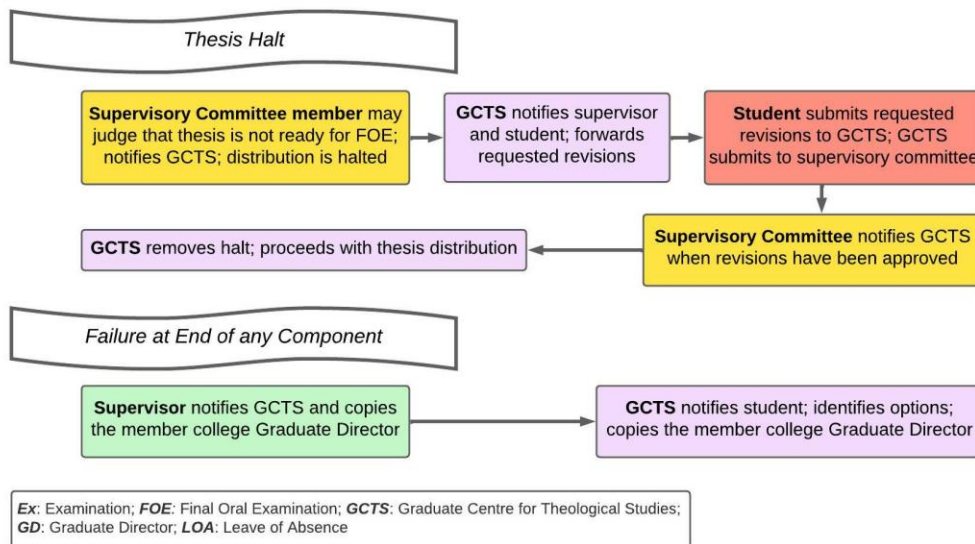 Thesis Halt
Supervisory Committee member may
judge that thesis is not ready for FOE;
notifies GCTS; distribution is halted
GCTS notifies supervisor
and student; forwards
requested revisions
Student submits requested
revisions to GCTS; GCTS
submits to supervisory committee
Supervisory Committee notifies GCTS
when revisions have been approved
GCTS removes halt; proceeds with thesis distribution
Failure at End of any Component
Supervisor notifies GCTS and copies
the member college Graduate Director
GCTS notifies student; identifies options;
copies the member college Graduate Director
Ex: Examination; FOE: Final Oral Examination; GCTS: Graduate Centre for Theological Studies;
GD: Graduate Director; LOA: Leave of Absence